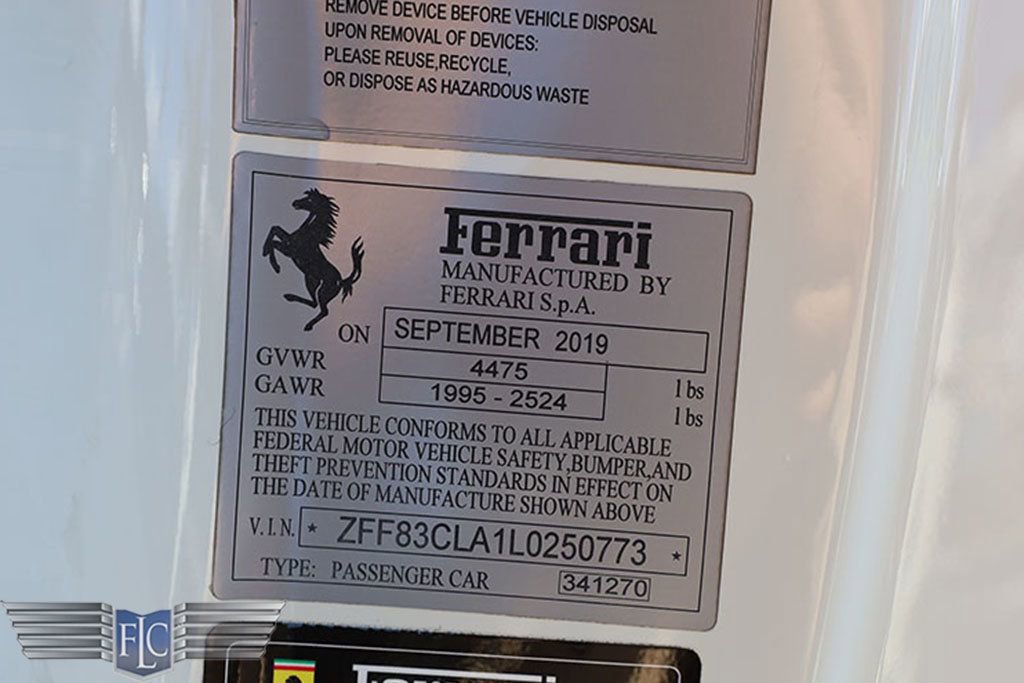 REMOVE DEVICE BEFORE VEHICLE DISPOSAL
UPON REMOVAL OF DEVICES:
PLEASE REUSE,RECYCLE,
OR DISPOSE AS HAZARDOUS WASTE
Ferrari
MANUFACTURED BY
FERRARI S.p.A.
ON SEPTEMBER 2019
GVWR 4475 lbs
GAWR 1995 - 2524 lbs
THIS VEHICLE CONFORMS TO ALL APPLICABLE
FEDERAL MOTOR VEHICLE SAFETY,BUMPER,AND
THEFT PREVENTION STANDARDS IN EFFECT ON
THE DATE OF MANUFACTURE SHOWN ABOVE
V.I.N. * ZFF83CLA1L0250773 *
TYPE: PASSENGER CAR 341270
FLC